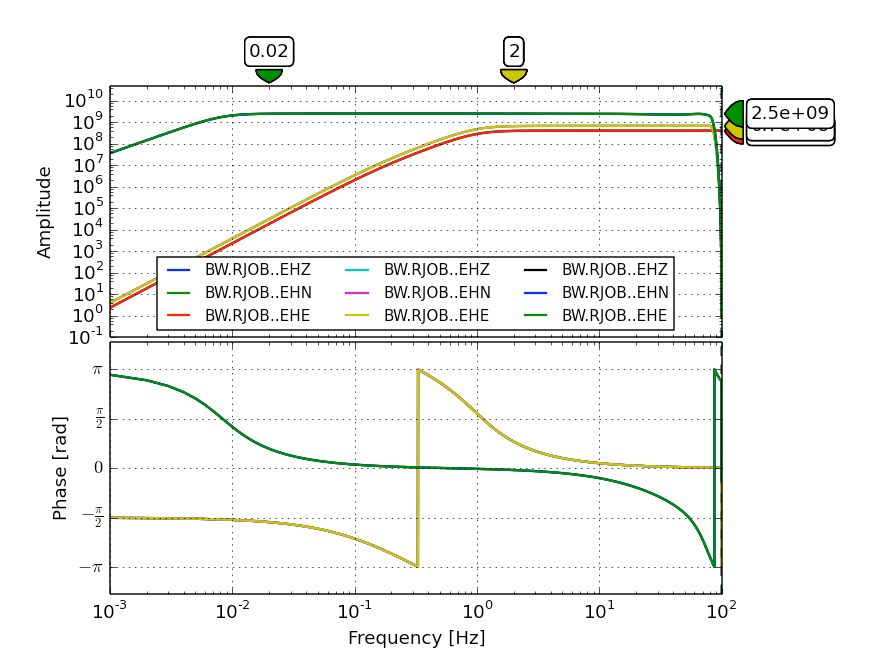 0.02
2
2.5e+09
10^10
10^9
10^8
10^7
10^6
10^5
10^4
10^3
10^2
10^1
10^0
10^-1
Amplitude
BW.RJOB..EHZ BW.RJOB..EHZ BW.RJOB..EHZ
BW.RJOB..EHN BW.RJOB..EHN BW.RJOB..EHN
BW.RJOB..EHE BW.RJOB..EHE BW.RJOB..EHE
π
π/2
0
-π/2
-π
Phase [rad]
10^-3 10^-2 10^-1 10^0 10^1 10^2
Frequency [Hz]